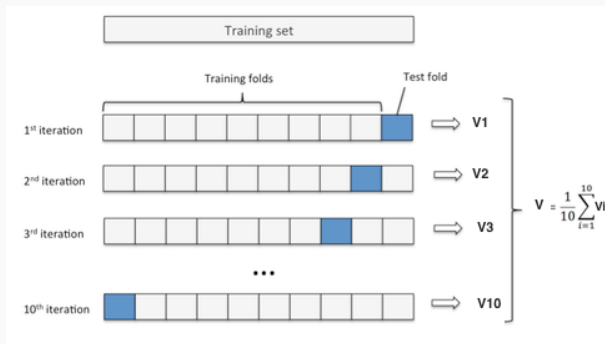 Training set
Training folds
Test fold
1st iteration
V1
2nd iteration
V2
3rd iteration
V3
...
10th iteration
V10
V = 1/10 10∑i=1 Vi